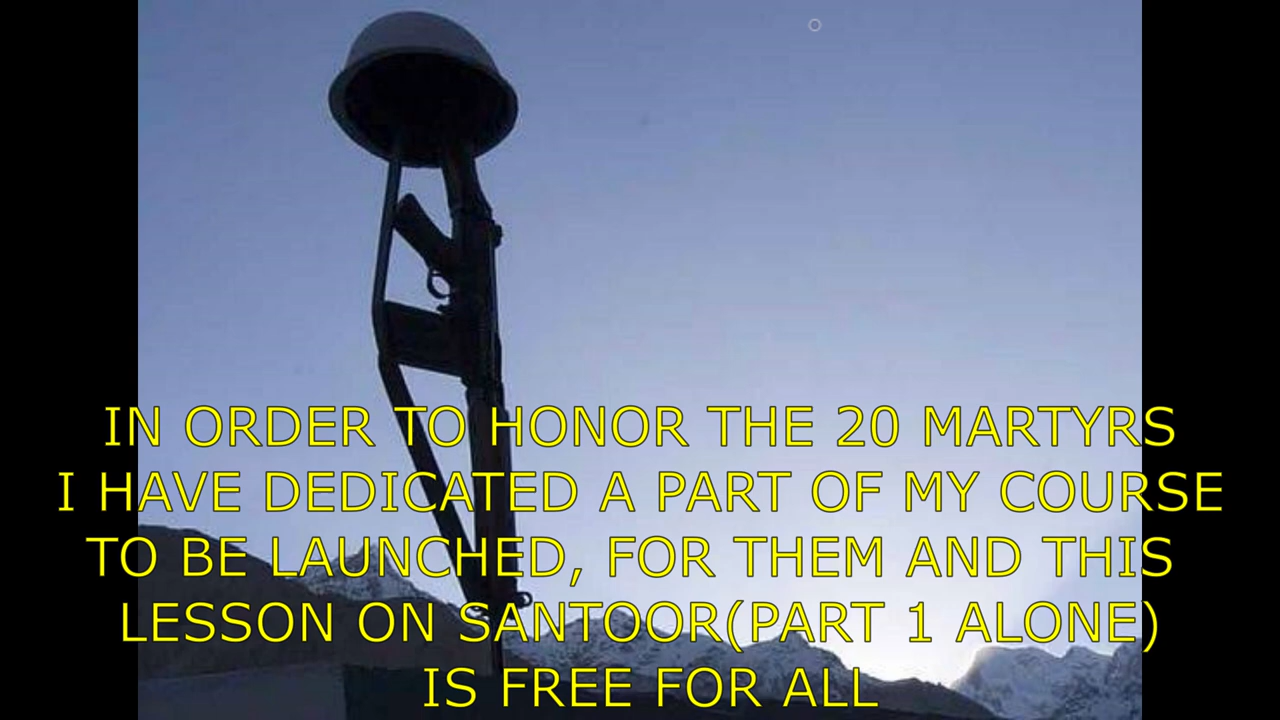 IN ORDER TO HONOR THE 20 MARTYRS
I HAVE DEDICATED A PART OF MY COURSE
TO BE LAUNCHED, FOR THEM AND THIS
LESSON ON SANTOOR(PART 1 ALONE)
IS FREE FOR ALL